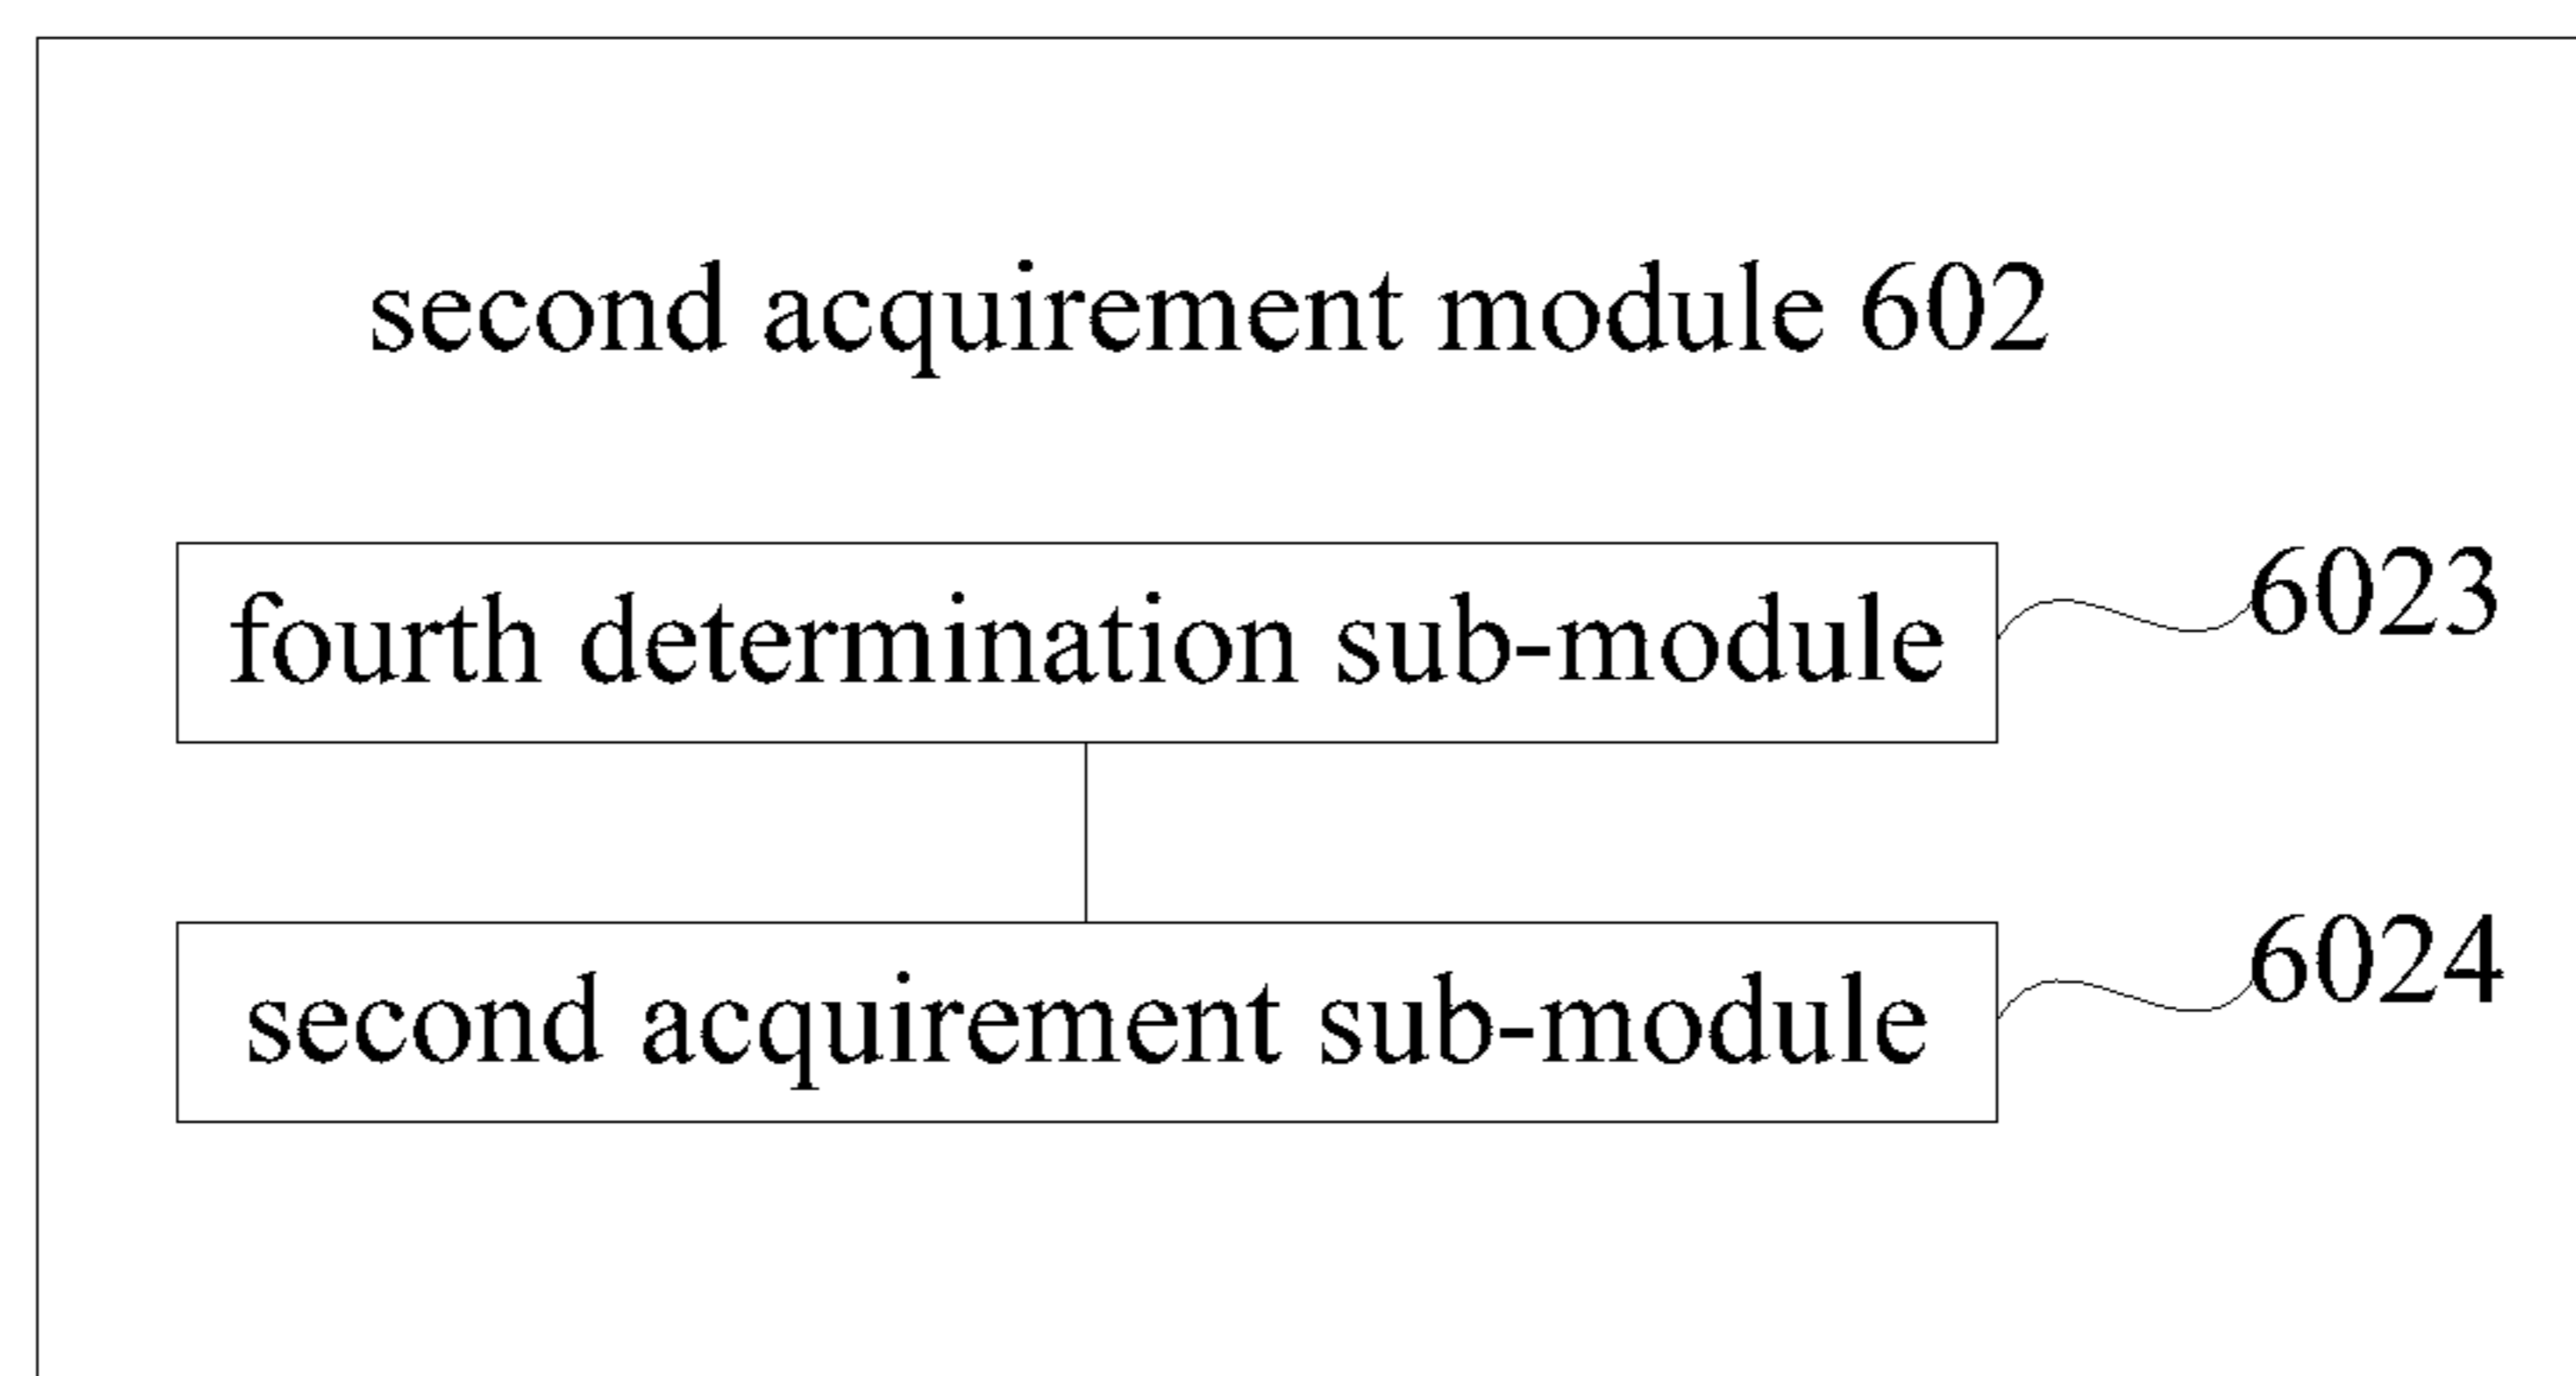 second acquirement module 602
fourth determination sub-module
6023
second acquirement sub-module
6024